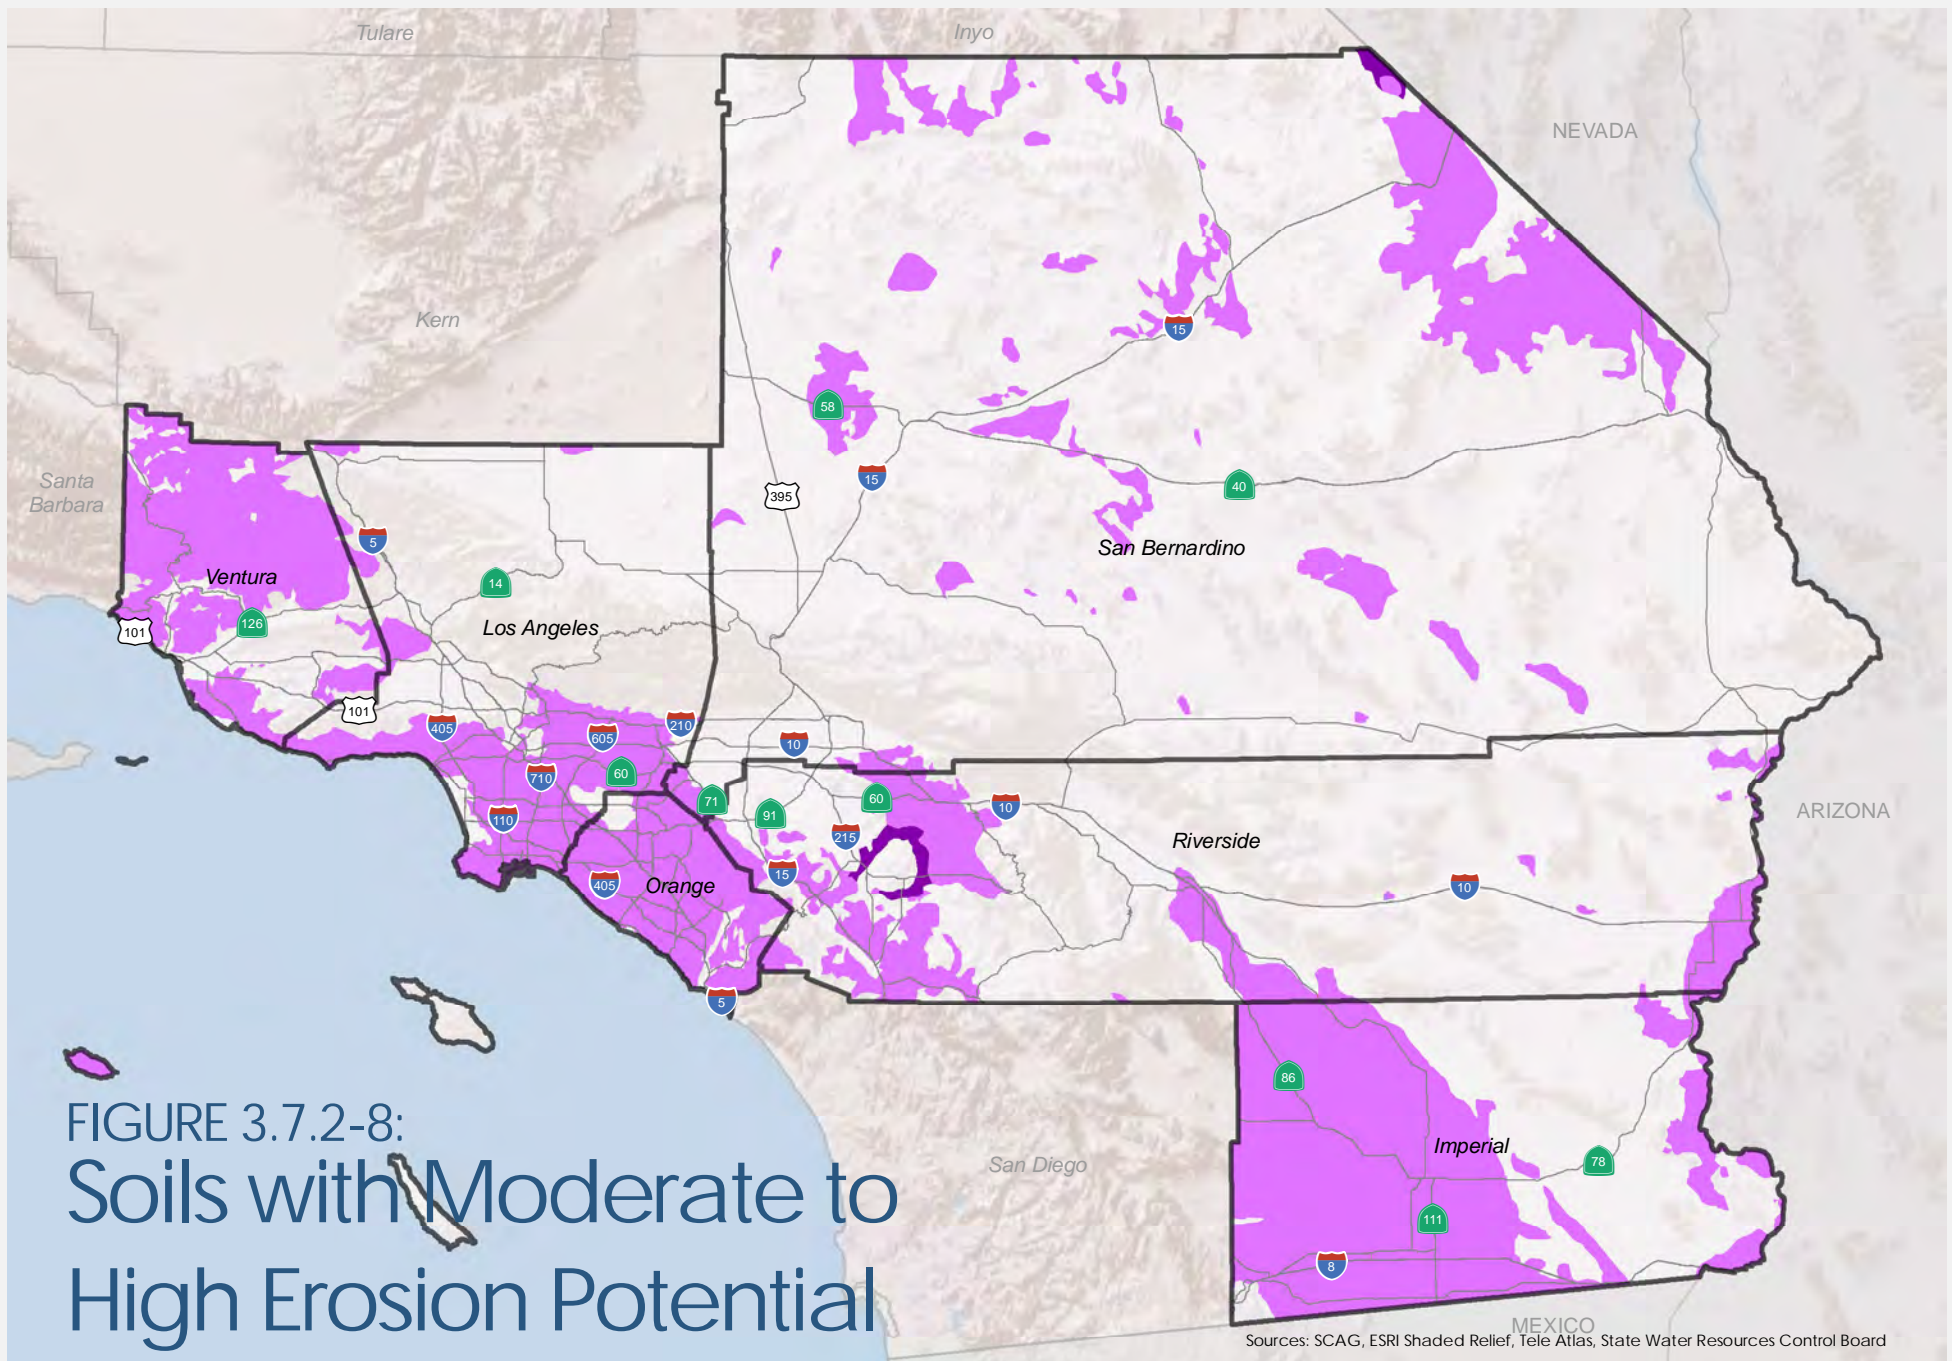 Tulare
Inyo
NEVADA
Kern
15
58
Santa
Barbara
395
15
40
5
San Bernardino
Ventura
14
126
101
Los Angeles
101
405
210
605
10
710
60
71
60
10
110
91
ARIZONA
215
Riverside
15
405
Orange
10
5
86
FIGURE 3.7.2-8:
Imperial
San Diego
78
Soils with Moderate to
111
8
High Erosion Potential
MEXICO
Sources: SCAG, ESRI Shaded Relief, Tele Atlas, State Water Resources Control Board